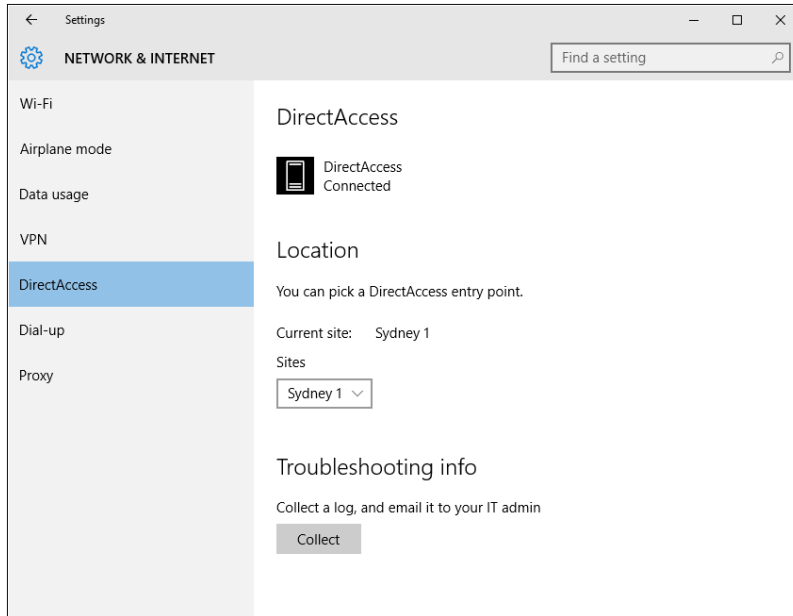 Settings
NETWORK & INTERNET
Find a setting
Wi-Fi
Airplane mode
Data usage
VPN
DirectAccess
Dial-up
Proxy
DirectAccess
DirectAccess
Connected
Location
You can pick a DirectAccess entry point.
Current site: Sydney 1
Sites
Sydney 1
Troubleshooting info
Collect a log, and email it to your IT admin
Collect